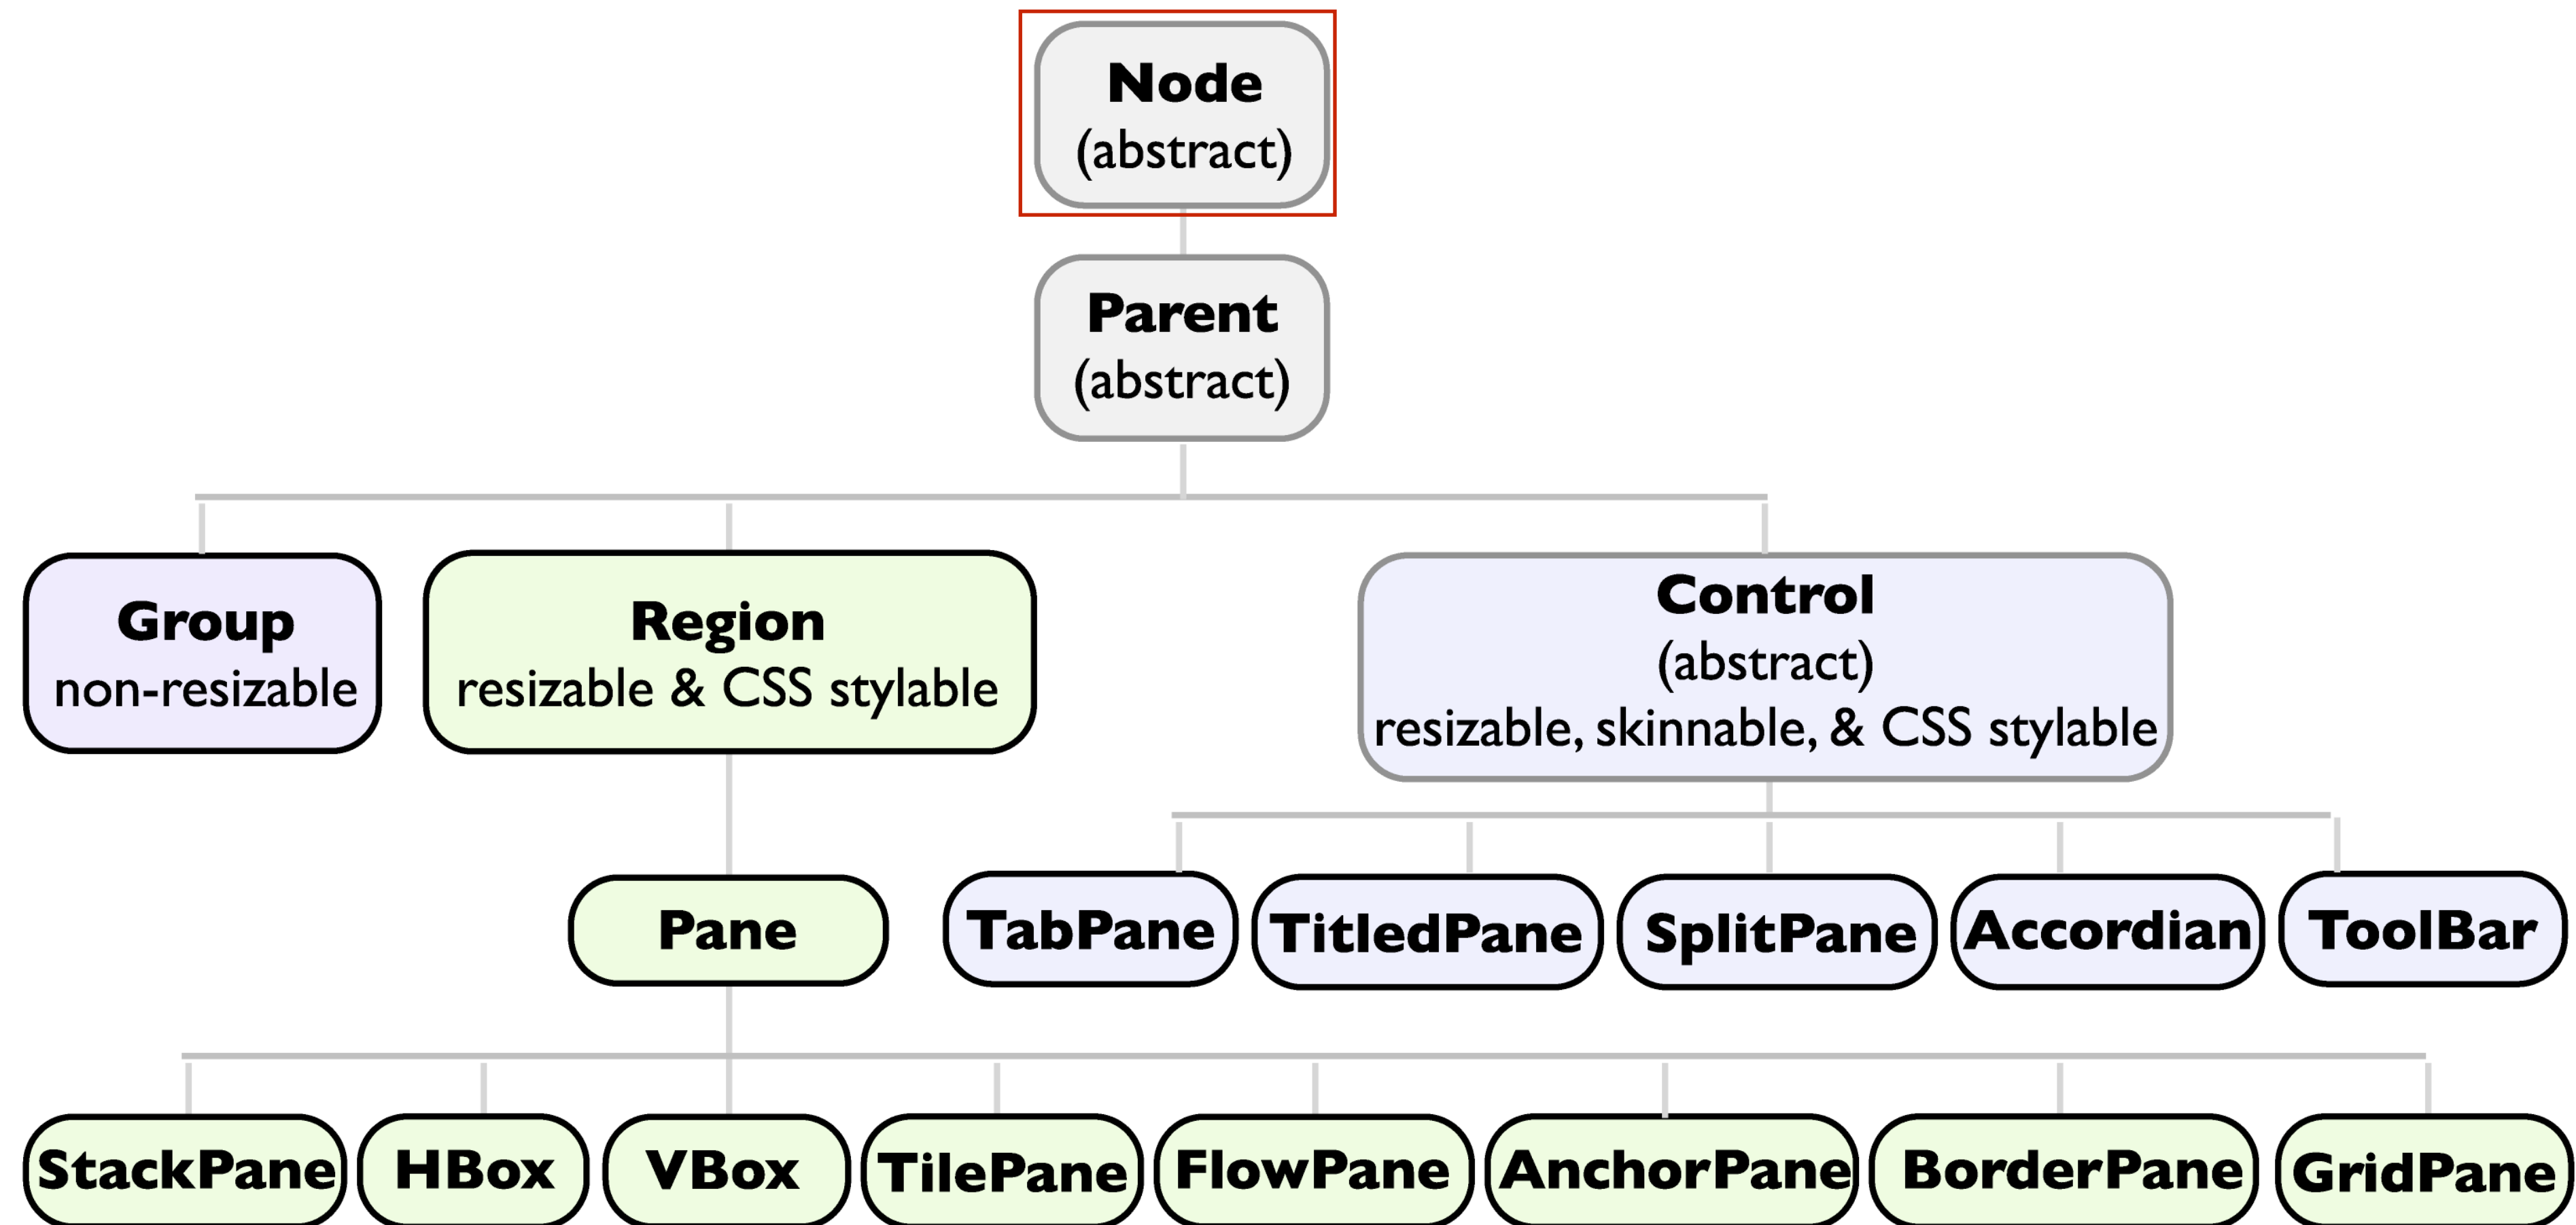 Node
(abstract)
Parent
(abstract)
Group
non-resizable
Region
resizable & CSS stylable
Control
(abstract)
resizable, skinnable, & CSS stylable
Pane
TabPane
TitledPane
SplitPane
Accordian
ToolBar
StackPane
HBox
VBox
TilePane
FlowPane
AnchorPane
BorderPane
GridPane